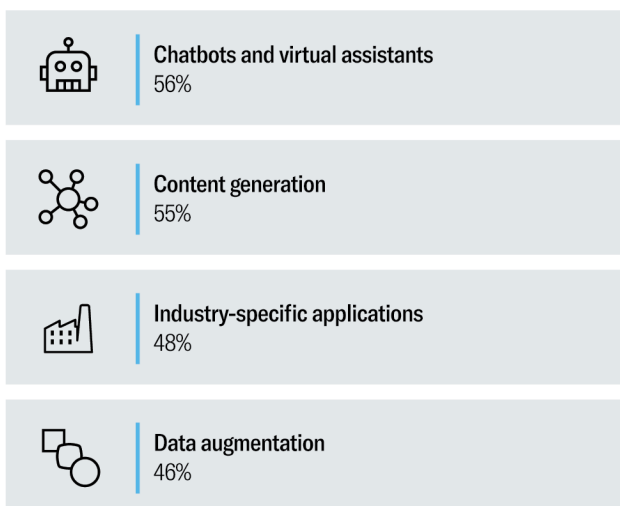 Chatbots and virtual assistants
56%
Content generation
55%
Industry-specific applications
48%
Data augmentation
46%